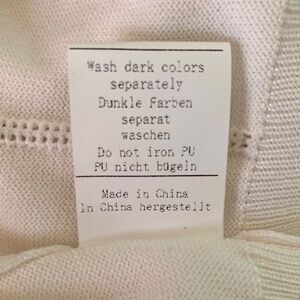 Wash dark colors
separately
Dunkle Farben
separat
waschen
Do not iron PU
PU nicht bügeln
Made in China
In China hergestellt